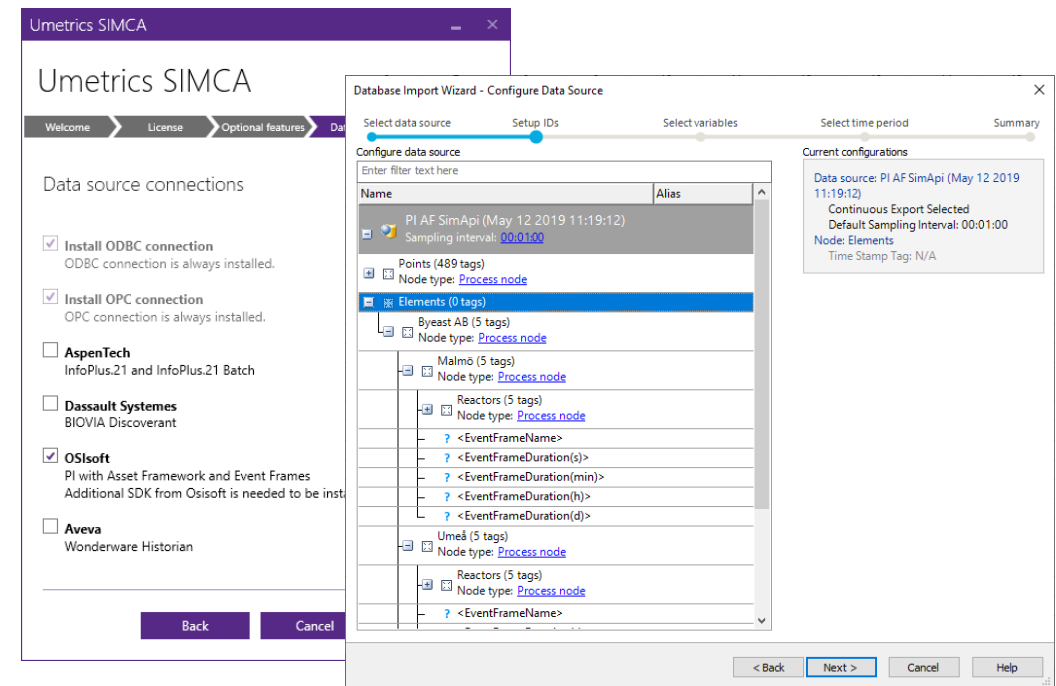 Umetrics SIMCA
Umetrics SIMCA
Welcome
License
Optional features
Data source connections
Install ODBC connection
ODBC connection is always installed.
Install OPC connection
OPC connection is always installed.
AspenTech
InfoPlus.21 and InfoPlus.21 Batch
Dassault Systemes
BIOVIA Discoverant
OSIsoft
PI with Asset Framework and Event Frames
Additional SDK from Osisoft is needed to be
Aveva
Wonderware Historian
Back
Cancel
Database Import Wizard - Configure Data Source
Select data source
Setup IDs
Select variables
Select time period
Summary
Configure data source
Enter filter text here
Name
Alias
PI AF SimApi (May 12 2019 11:19:12)
Sampling interval: 00:01:00
Points (489 tags)
Node type: Process node
Elements (0 tags)
Byeast AB (5 tags)
Node type: Process node
Malmö (5 tags)
Node type: Process node
Reactors (5 tags)
Node type: Process node
? <EventFrameName>
? <EventFrameDuration(s)>
? <EventFrameDuration(min)>
? <EventFrameDuration(h)>
? <EventFrameDuration(d)>
Umeå (5 tags)
Node type: Process node
Reactors (5 tags)
Node type: Process node
? <EventFrameName>
Current configurations
Data source: PI AF SimApi (May 12 2019
11:19:12)
Continuous Export Selected
Default Sampling Interval: 00:01:00
Node: Elements
Time Stamp Tag: N/A
< Back
Next >
Cancel
Help